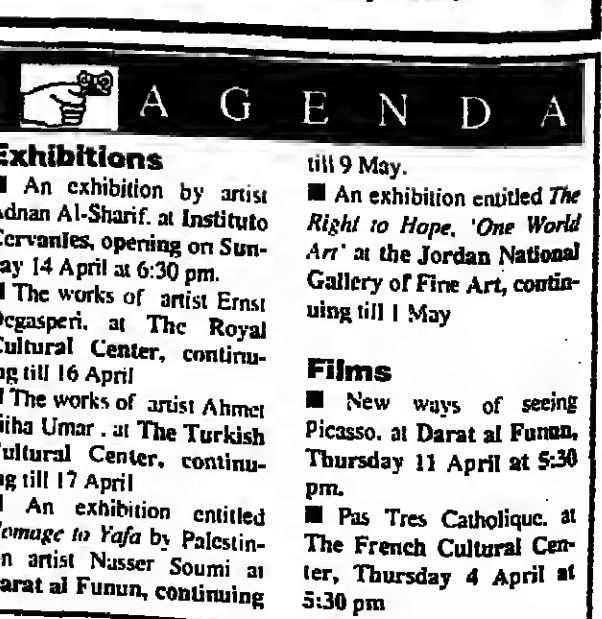 AGENDA
Exhibitions
■ An exhibition by artist
Adnan Al-Sharif. at Instituto
Cervantes, opening on Sun-
day 14 April at 6:30 pm.
■ The works of artist Ernst
Degasperi. at The Royal
Cultural Center, continu-
ing till 16 April
■ The works of artist Ahmet
Umar . at The Turkish
Cultural Center, continu-
ing till 17 April
■ An exhibition entitled
Homage to Yafa by Palestin-
ian artist Nasser Soumi at
Darat al Funun, continuing
till 9 May.
■ An exhibition entitled The
Right to Hope, 'One World
Art' at the Jordan National
Gallery of Fine Art, contin-
uing till 1 May
Films
■ New ways of seeing
Picasso. at Darat al Funun,
Thursday 11 April at 5:30
pm.
■ Pas Tres Catholique. at
The French Cultural Cen-
ter, Thursday 4 April at
5:30 pm